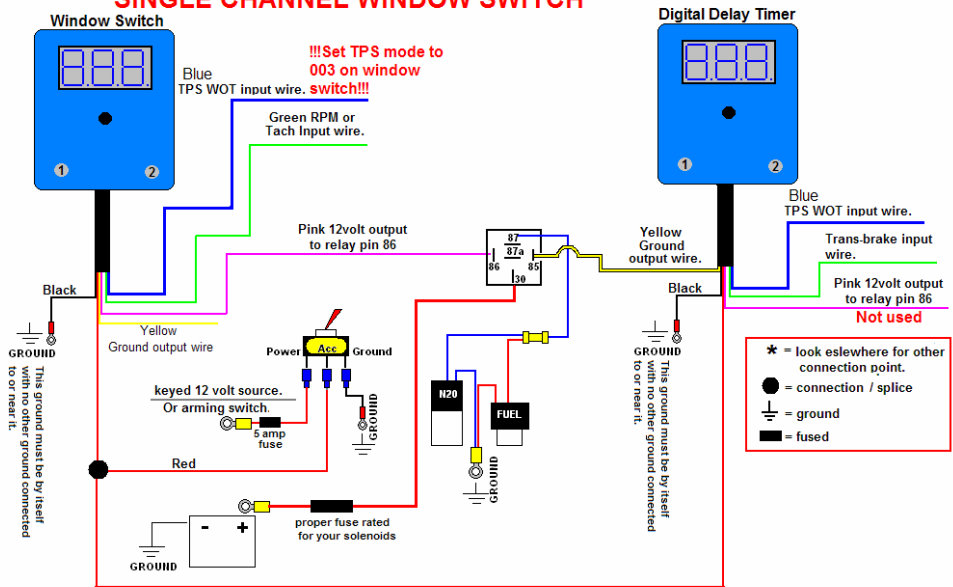 SINGLE CHANNEL WINDOW SWITCH
Window Switch
Digital Delay Timer
888.
888.
!!!Set TPS mode to
003 on window
switch!!!
Blue
TPS WOT input wire.
Green RPM or
Tach Input wire.
1
2
1
2
Blue
TPS WOT input wire.
Pink 12volt output
to relay pin 86
87
87a
86
85
30
Yellow
Ground
output wire.
Trans-brake input
wire.
Black
Black
Pink 12volt output
to relay pin 86
Not used
Yellow
Ground output wire
GROUND
GROUND
This ground must be by itself
with no other ground connected
to or near it.
This ground must be by itself
with no other ground connected
to or near it.
Power
Acc
Ground
keyed 12 volt source.
Or arming switch.
5 amp
fuse
GROUND
N20
FUEL
GROUND
* = look eslewhere for other
connection point.
= connection / splice
= ground
= fused
Red
- +
proper fuse rated
for your solenoids
GROUND